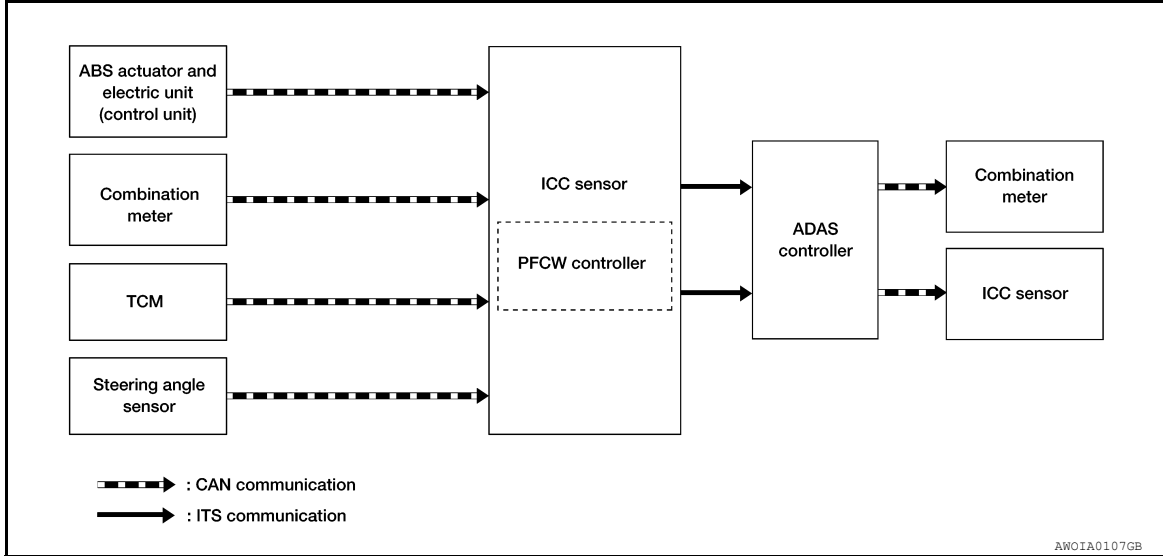 ABS actuator and
electric unit
(control unit)
Combination
meter
TCM
Steering angle
sensor
ICC sensor
PFCW controller
ADAS
controller
Combination
meter
ICC sensor
: CAN communication
: ITS communication
AWOIA0107GB